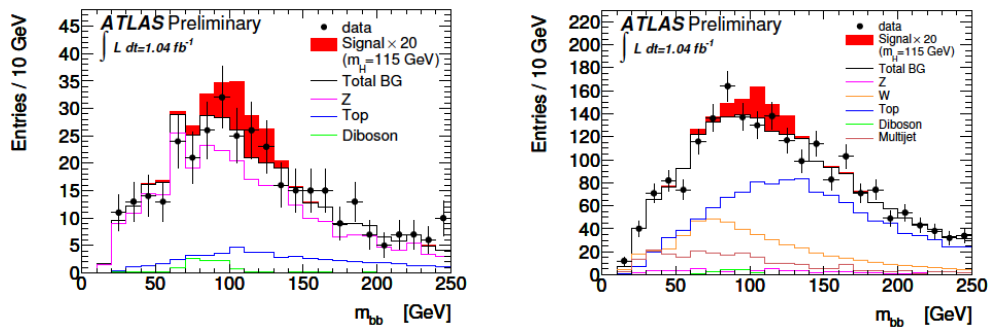 ATLAS Preliminary
∫ L dt=1.04 fb⁻¹
data
Signal × 20
(m_H=115 GeV)
Total BG
Z
Top
Diboson
Entries / 10 GeV
45
40
35
30
25
20
15
10
5
0
0 50 100 150 200 250
m_bb [GeV]
ATLAS Preliminary
∫ L dt=1.04 fb⁻¹
data
Signal × 20
(m_H=115 GeV)
Total BG
Z
W
Top
Diboson
Multijet
Entries / 10 GeV
220
200
180
160
140
120
100
80
60
40
20
0
0 50 100 150 200 250
m_bb [GeV]